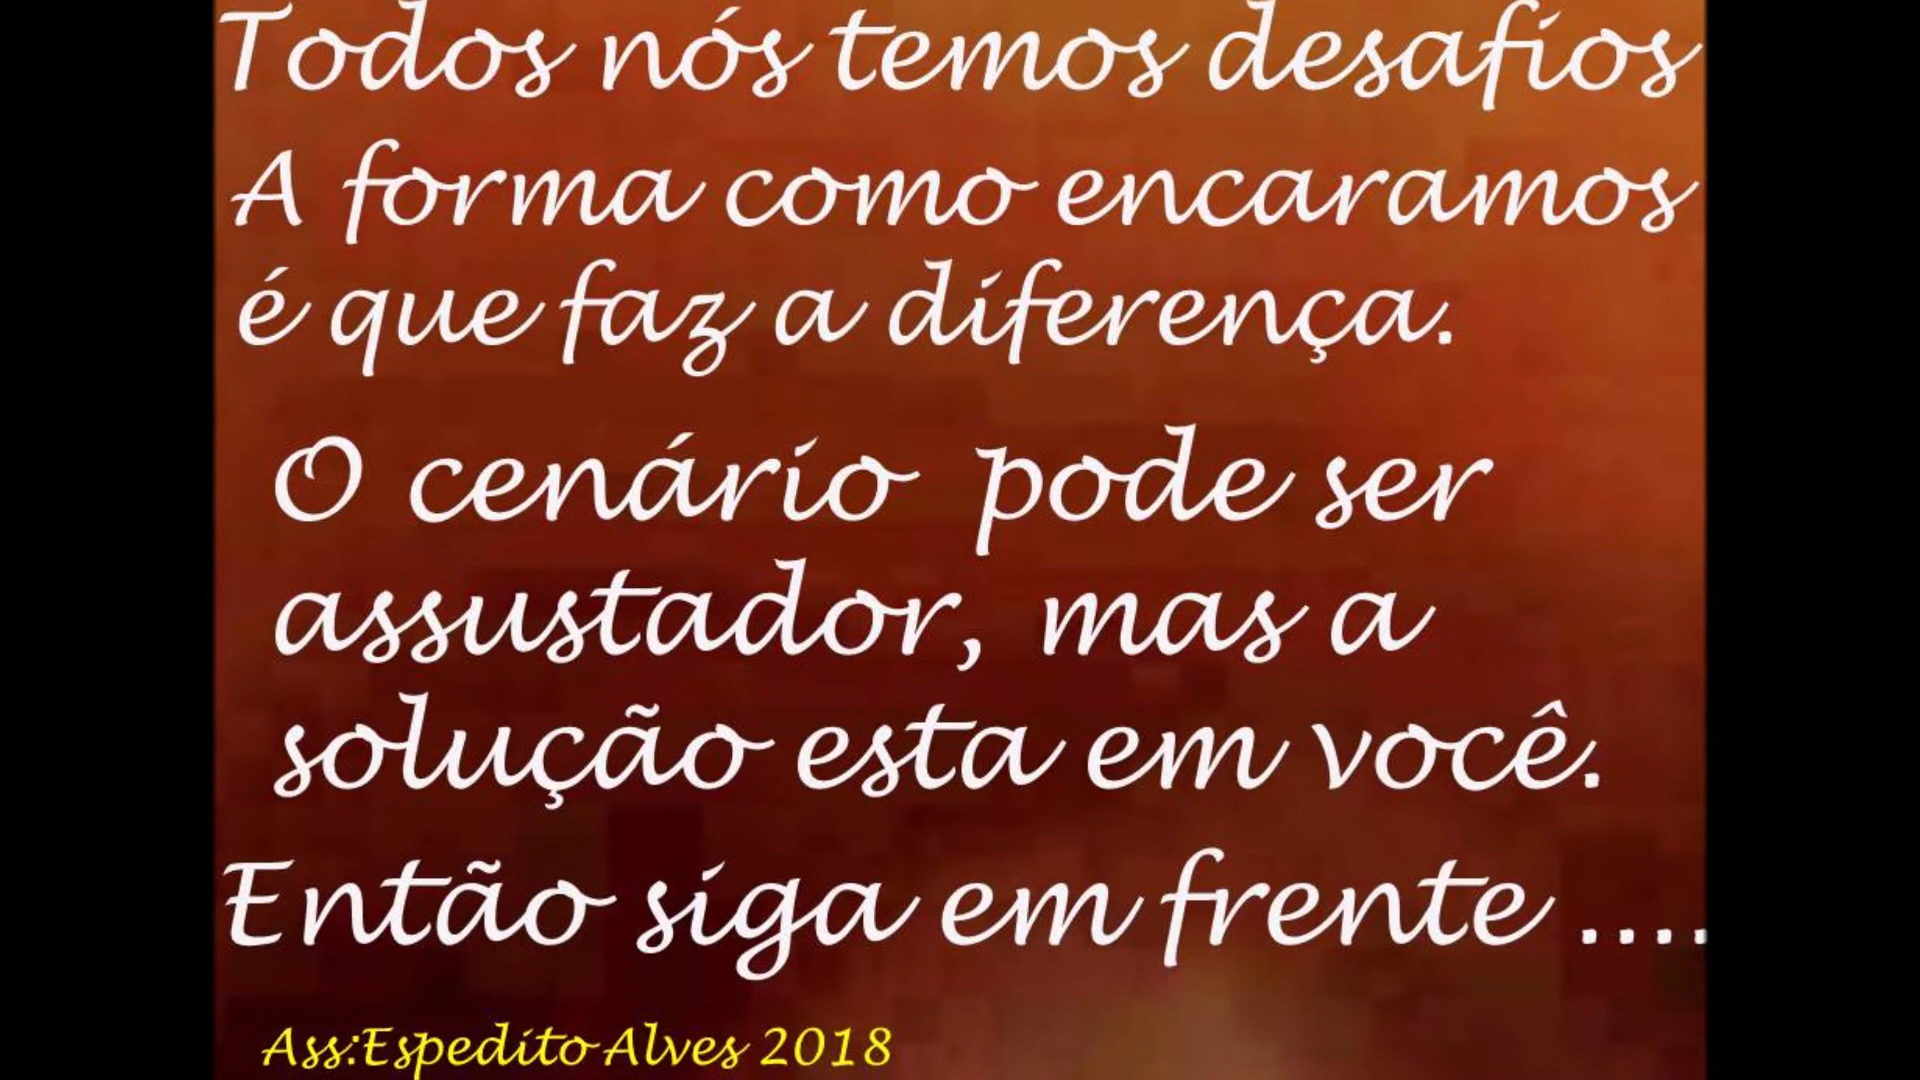 Todos nós temos desafios
A forma como encaramos
é que faz a diferença.
O cenário pode ser
assustador, mas a
solução esta em você.
Então siga em frente ....
Ass:Espedito Alves 2018